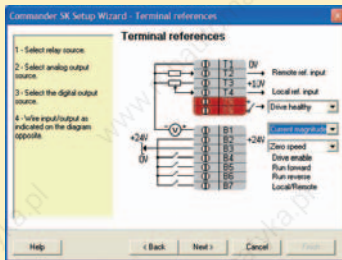 Commander SK Setup Wizard - Terminal references
Terminal references
1 - Select relay source.
2 - Select analog output source.
3 - Select the digital output source.
4 - Wire input/output as indicated on the diagram opposite.
T1 0V
T2 Remote ref. input
T3 +10V
T4 Local ref. input
Drive healthy
B1 Current magnitude
+24V B2 +24V Zero speed
0V B3
B4 Drive enable
B5 Run forward
B6 Run reverse
B7 Local/Remote
V
Help < Back Next > Cancel Finish